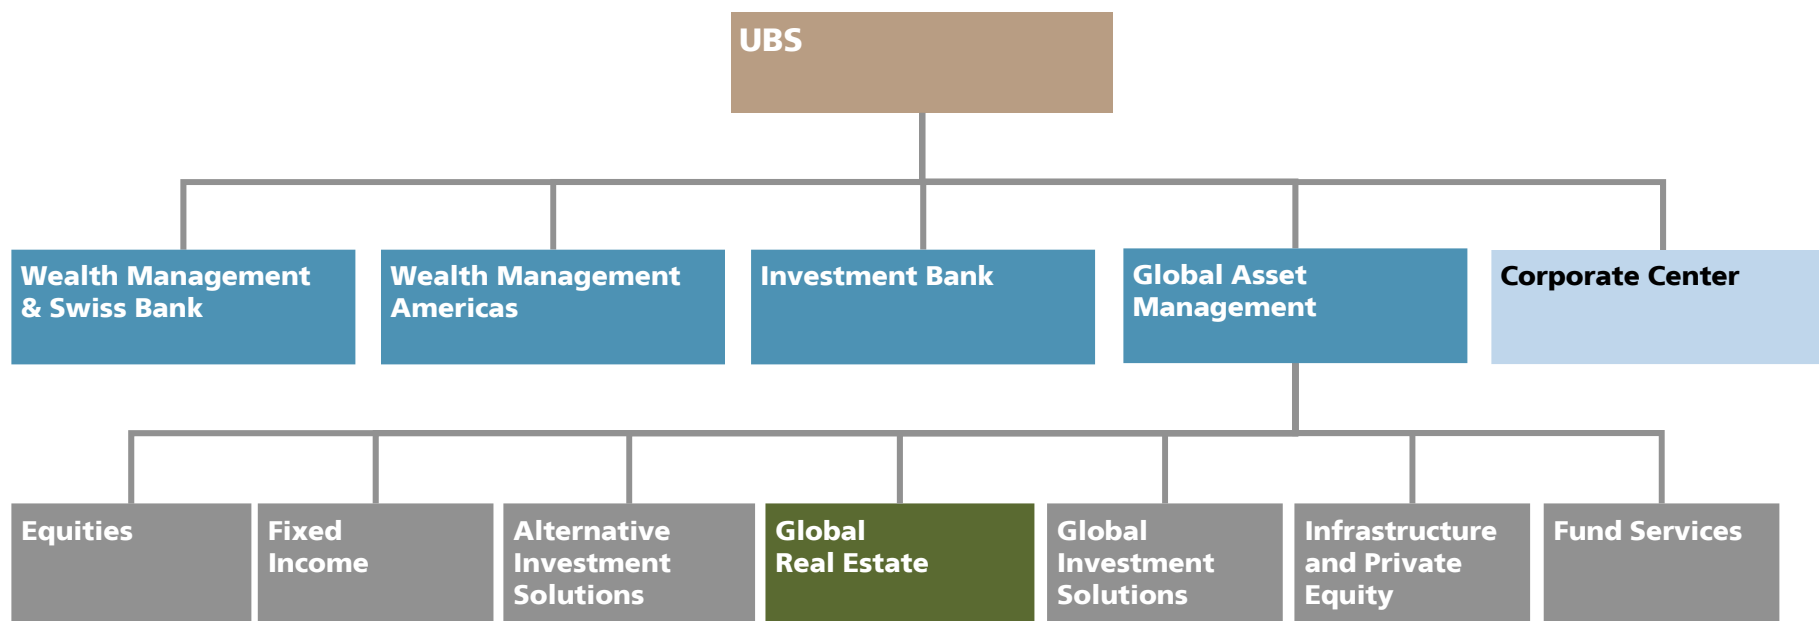 UBS
Wealth Management
& Swiss Bank
Wealth Management
Americas
Investment Bank
Global Asset
Management
Corporate Center
Equities
Fixed
Income
Alternative
Investment
Solutions
Global
Real Estate
Global
Investment
Solutions
Infrastructure
and Private
Equity
Fund Services